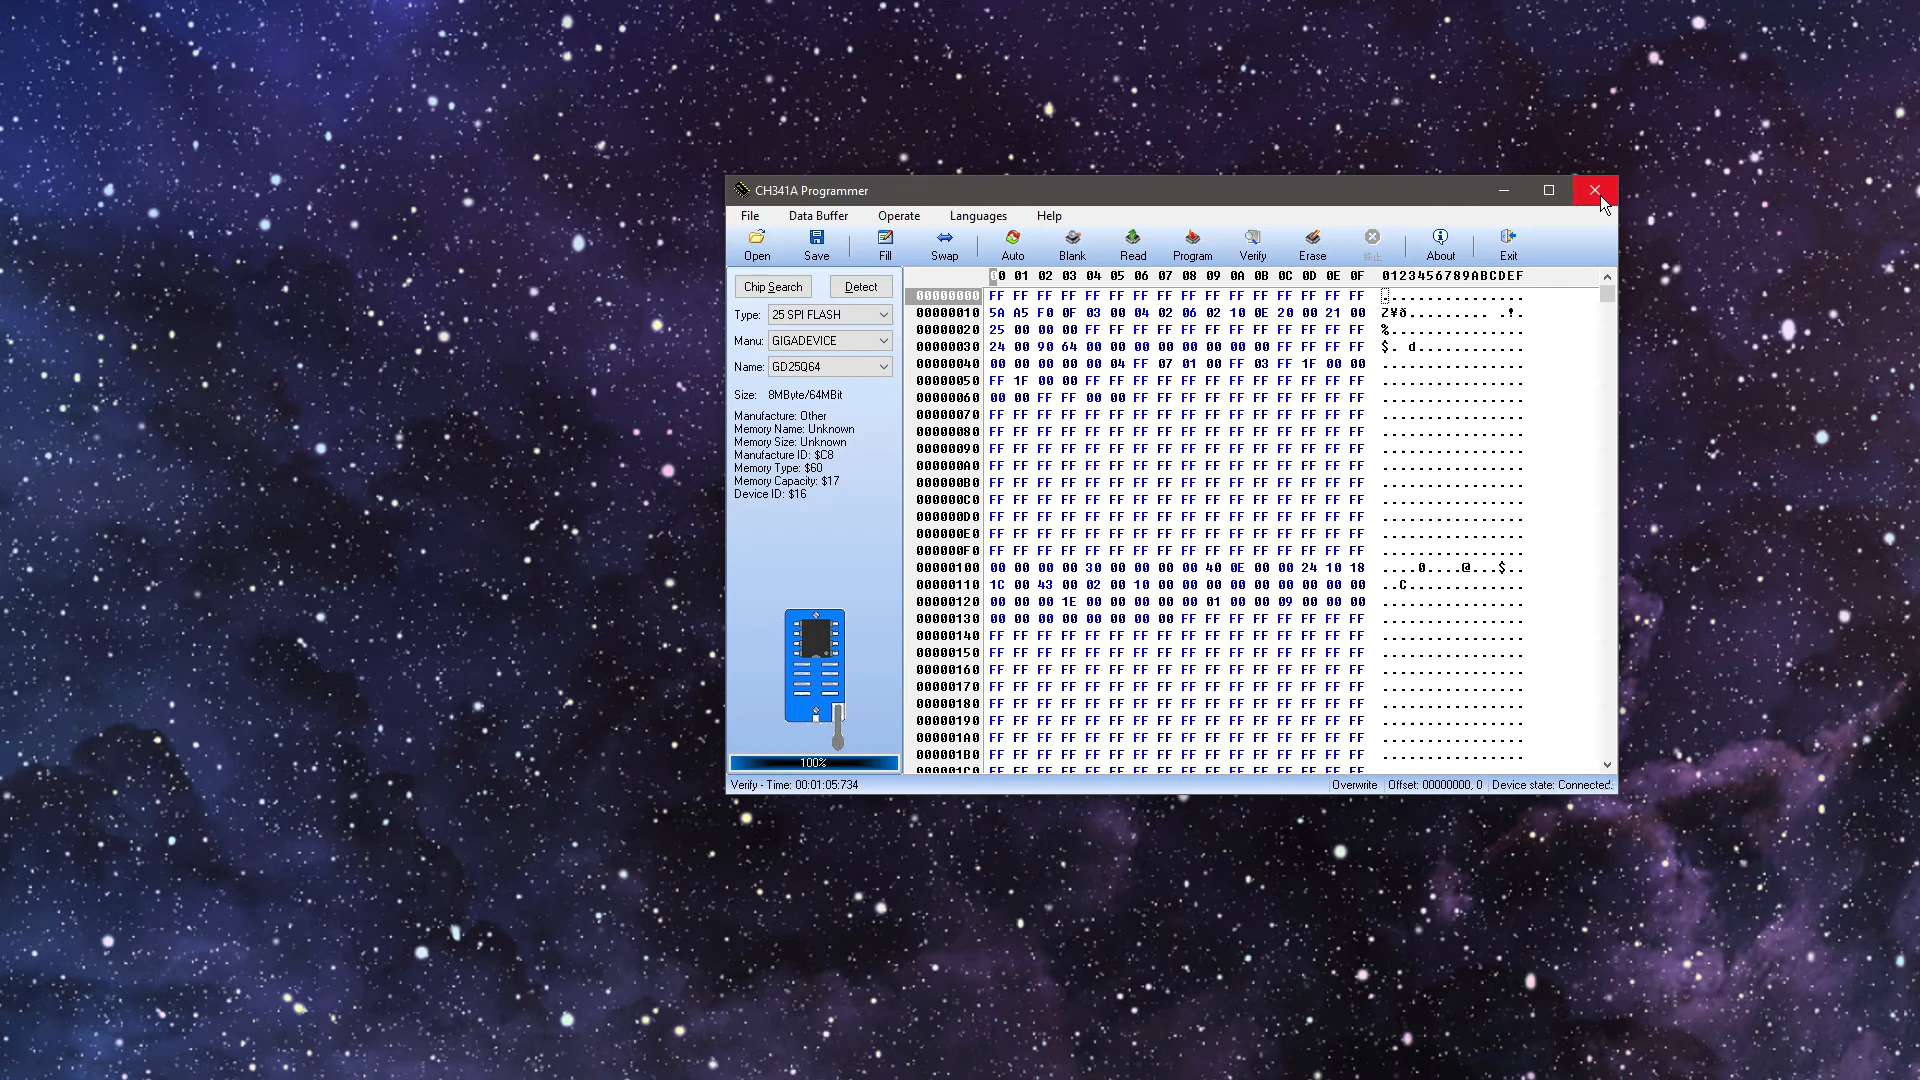 CH341A Programmer
File Data Buffer Operate Languages Help
Open Save Fill Swap Auto Blank Read Program Verify Erase 终止 About Exit
Chip Search Detect
Type: 25 SPI FLASH
Manu: GIGADEVICE
Name: GD25Q64
Size: 8MByte/64MBit
Manufacture: Other
Memory Name: Unknown
Memory Size: Unknown
Manufacture ID: $C8
Memory Type: $60
Memory Capacity: $17
Device ID: $16
100%
0 01 02 03 04 05 06 07 08 09 0A 0B 0C 0D 0E 0F 0123456789ABCDEF
00000000 FF FF FF FF FF FF FF FF FF FF FF FF FF FF FF FF ................
00000010 5A A5 F0 0F 03 00 04 02 06 02 10 0E 20 00 21 00 Z¥ð......... .!.
00000020 25 00 00 00 FF FF FF FF FF FF FF FF FF FF FF FF %...............
00000030 24 00 90 64 00 00 00 00 00 00 00 00 FF FF FF FF $. d............
00000040 00 00 00 00 00 04 FF 07 01 00 FF 03 FF 1F 00 00 ................
00000050 FF 1F 00 00 FF FF FF FF FF FF FF FF FF FF FF FF ................
00000060 00 00 FF FF 00 00 FF FF FF FF FF FF FF FF FF FF ................
00000070 FF FF FF FF FF FF FF FF FF FF FF FF FF FF FF FF ................
00000080 FF FF FF FF FF FF FF FF FF FF FF FF FF FF FF FF ................
00000090 FF FF FF FF FF FF FF FF FF FF FF FF FF FF FF FF ................
000000A0 FF FF FF FF FF FF FF FF FF FF FF FF FF FF FF FF ................
000000B0 FF FF FF FF FF FF FF FF FF FF FF FF FF FF FF FF ................
000000C0 FF FF FF FF FF FF FF FF FF FF FF FF FF FF FF FF ................
000000D0 FF FF FF FF FF FF FF FF FF FF FF FF FF FF FF FF ................
000000E0 FF FF FF FF FF FF FF FF FF FF FF FF FF FF FF FF ................
000000F0 FF FF FF FF FF FF FF FF FF FF FF FF FF FF FF FF ................
00000100 00 00 00 00 30 00 00 00 00 40 0E 00 00 24 10 18 ....0....@...$..
00000110 1C 00 43 00 02 00 10 00 00 00 00 00 00 00 00 00 ..C.............
00000120 00 00 00 1E 00 00 00 00 00 01 00 00 09 00 00 00 ................
00000130 00 00 00 00 00 00 00 00 FF FF FF FF FF FF FF FF ................
00000140 FF FF FF FF FF FF FF FF FF FF FF FF FF FF FF FF ................
00000150 FF FF FF FF FF FF FF FF FF FF FF FF FF FF FF FF ................
00000160 FF FF FF FF FF FF FF FF FF FF FF FF FF FF FF FF ................
00000170 FF FF FF FF FF FF FF FF FF FF FF FF FF FF FF FF ................
00000180 FF FF FF FF FF FF FF FF FF FF FF FF FF FF FF FF ................
00000190 FF FF FF FF FF FF FF FF FF FF FF FF FF FF FF FF ................
000001A0 FF FF FF FF FF FF FF FF FF FF FF FF FF FF FF FF ................
000001B0 FF FF FF FF FF FF FF FF FF FF FF FF FF FF FF FF ................
000001C0 FF FF FF FF FF FF FF FF FF FF FF FF FF FF FF FF
Verify - Time: 00:01:05:734 Overwrite Offset: 00000000, 0 Device state: Connected.